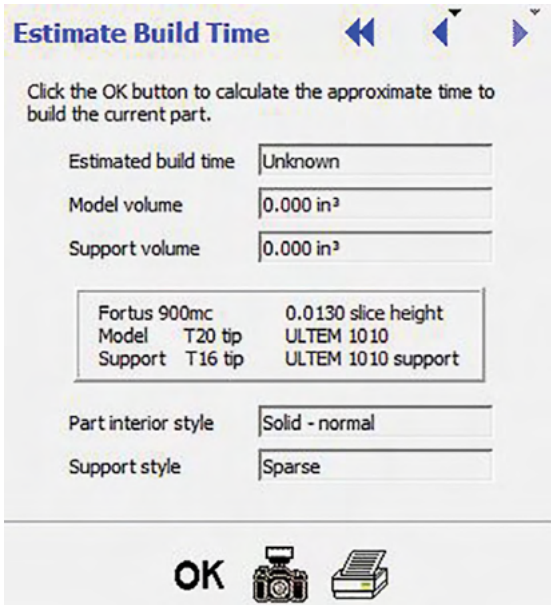 Estimate Build Time
Click the OK button to calculate the approximate time to
build the current part.
Estimated build time Unknown
Model volume 0.000 in³
Support volume 0.000 in³
Fortus 900mc 0.0130 slice height
Model T20 tip ULTEM 1010
Support T16 tip ULTEM 1010 support
Part interior style Solid - normal
Support style Sparse
OK